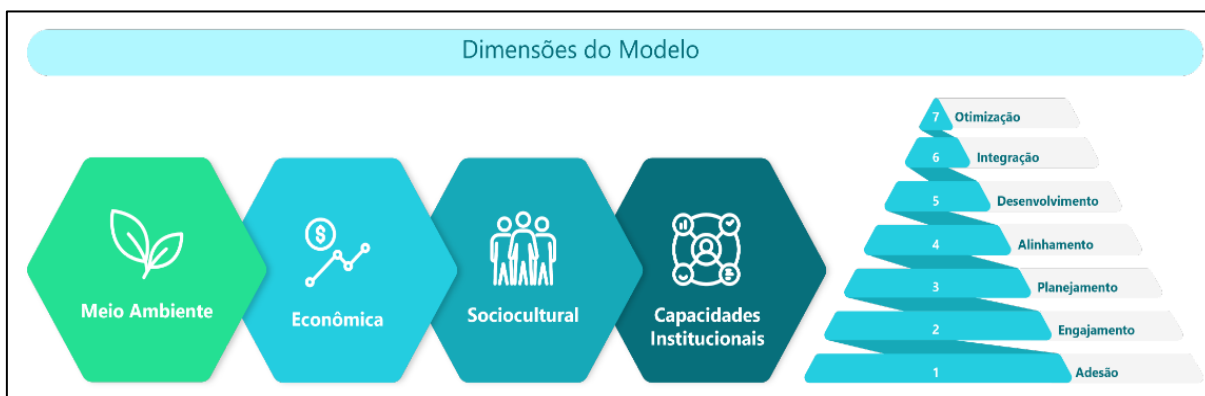 Dimensões do Modelo
Meio Ambiente
$
Econômica
Sociocultural
Capacidades
Institucionais
7 Otimização
6 Integração
5 Desenvolvimento
4 Alinhamento
3 Planejamento
2 Engajamento
1 Adesão